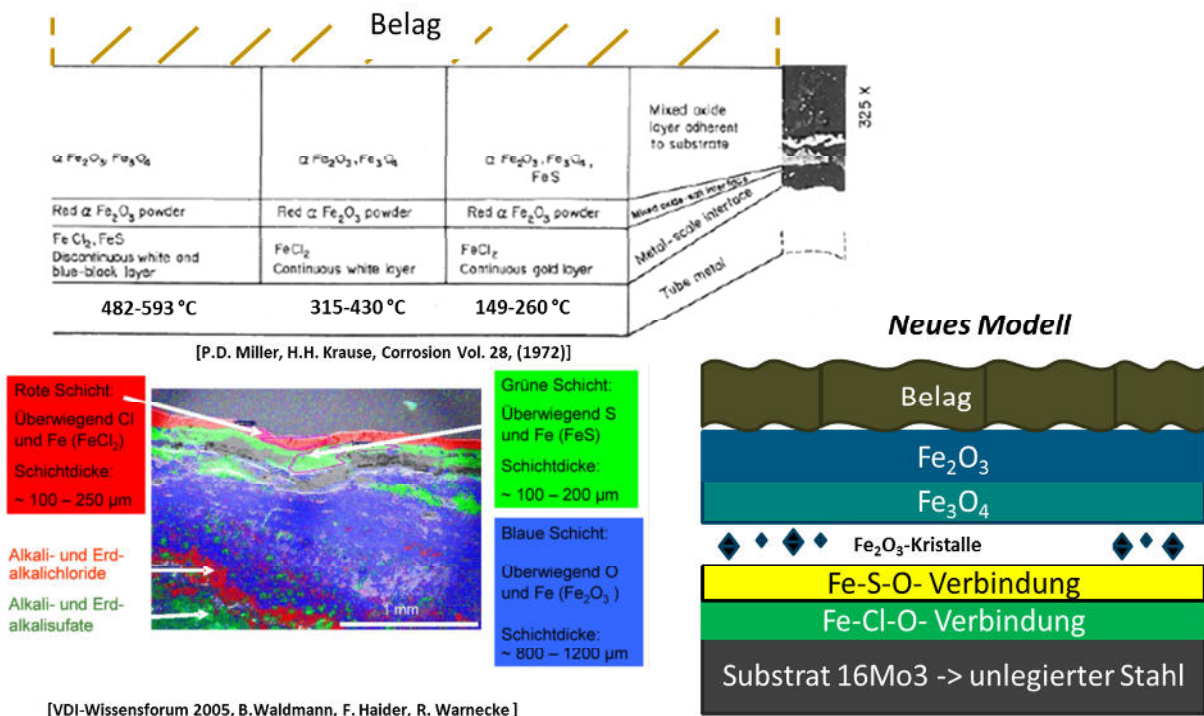 Belag
α Fe₂O₃, Fe₃O₄
α Fe₂O₃, Fe₃O₄
α Fe₂O₃, Fe₃O₄,
FeS
Mixed oxide
layer adherent
to substrate
325 X
Red α Fe₂O₃ powder
Red α Fe₂O₃ powder
Red α Fe₂O₃ powder
Mixed oxide-salt interface
Fe Cl₂, FeS
Discontinuous white and
blue-black layer
FeCl₂
Continuous white layer
FeCl₂
Continuous gold layer
Metal-scale interface
482-593 °C
315-430 °C
149-260 °C
Tube metal
[P.D. Miller, H.H. Krause, Corrosion Vol. 28, (1972)]
Rote Schicht:
Überwiegend Cl
und Fe (FeCl₂)
Schichtdicke:
~ 100 – 250 µm
Alkali- und Erd-
alkalichloride
Alkali- und Erd-
alkalisufate
1 mm
Grüne Schicht:
Überwiegend S
und Fe (FeS)
Schichtdicke:
~ 100 – 200 µm
Blaue Schicht:
Überwiegend O
und Fe (Fe₂O₃ )
Schichtdicke:
~ 800 – 1200 µm
[VDI-Wissensforum 2005, B.Waldmann, F. Haider, R. Warnecke ]
Neues Modell
Belag
Fe₂O₃
Fe₃O₄
Fe₂O₃-Kristalle
Fe-S-O- Verbindung
Fe-Cl-O- Verbindung
Substrat 16Mo3 -> unlegierter Stahl